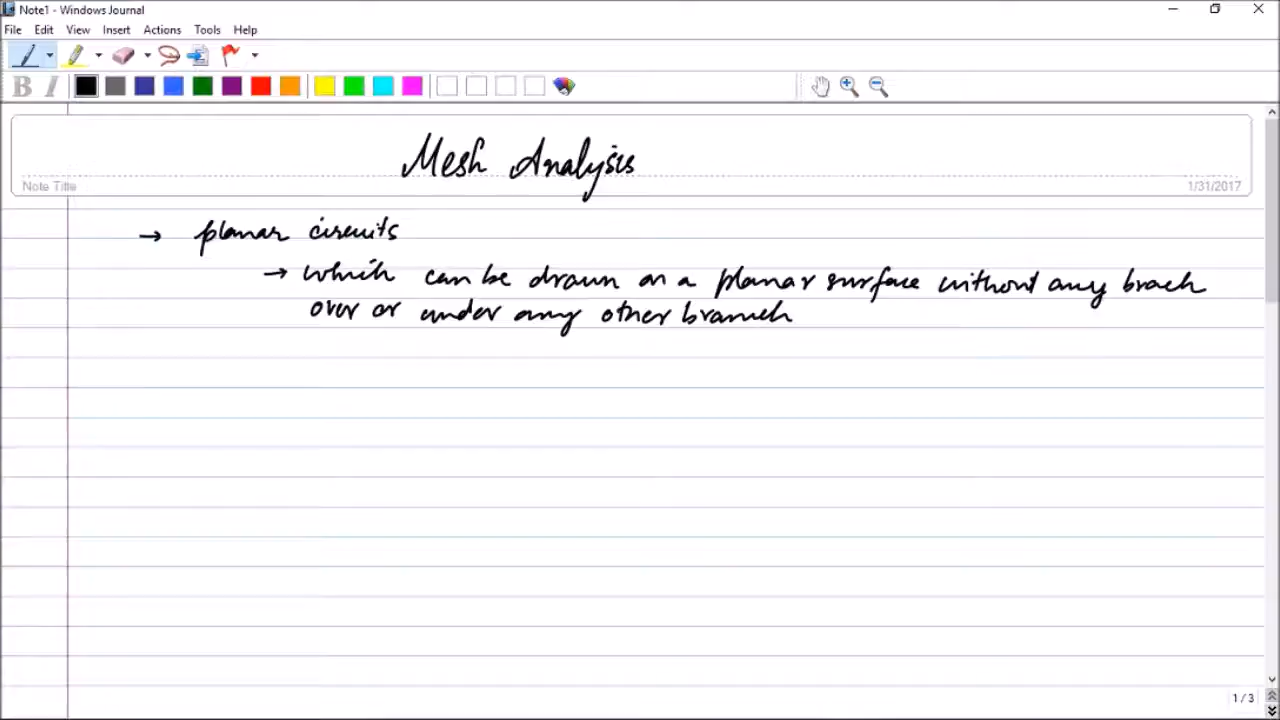 Note1 - Windows Journal
File Edit View Insert Actions Tools Help
B I
Mesh Analysis
Note Title
1/31/2017
→ planar circuits
→ which can be drawn on a planar surface without any brach
over or under any other branch
1 / 3